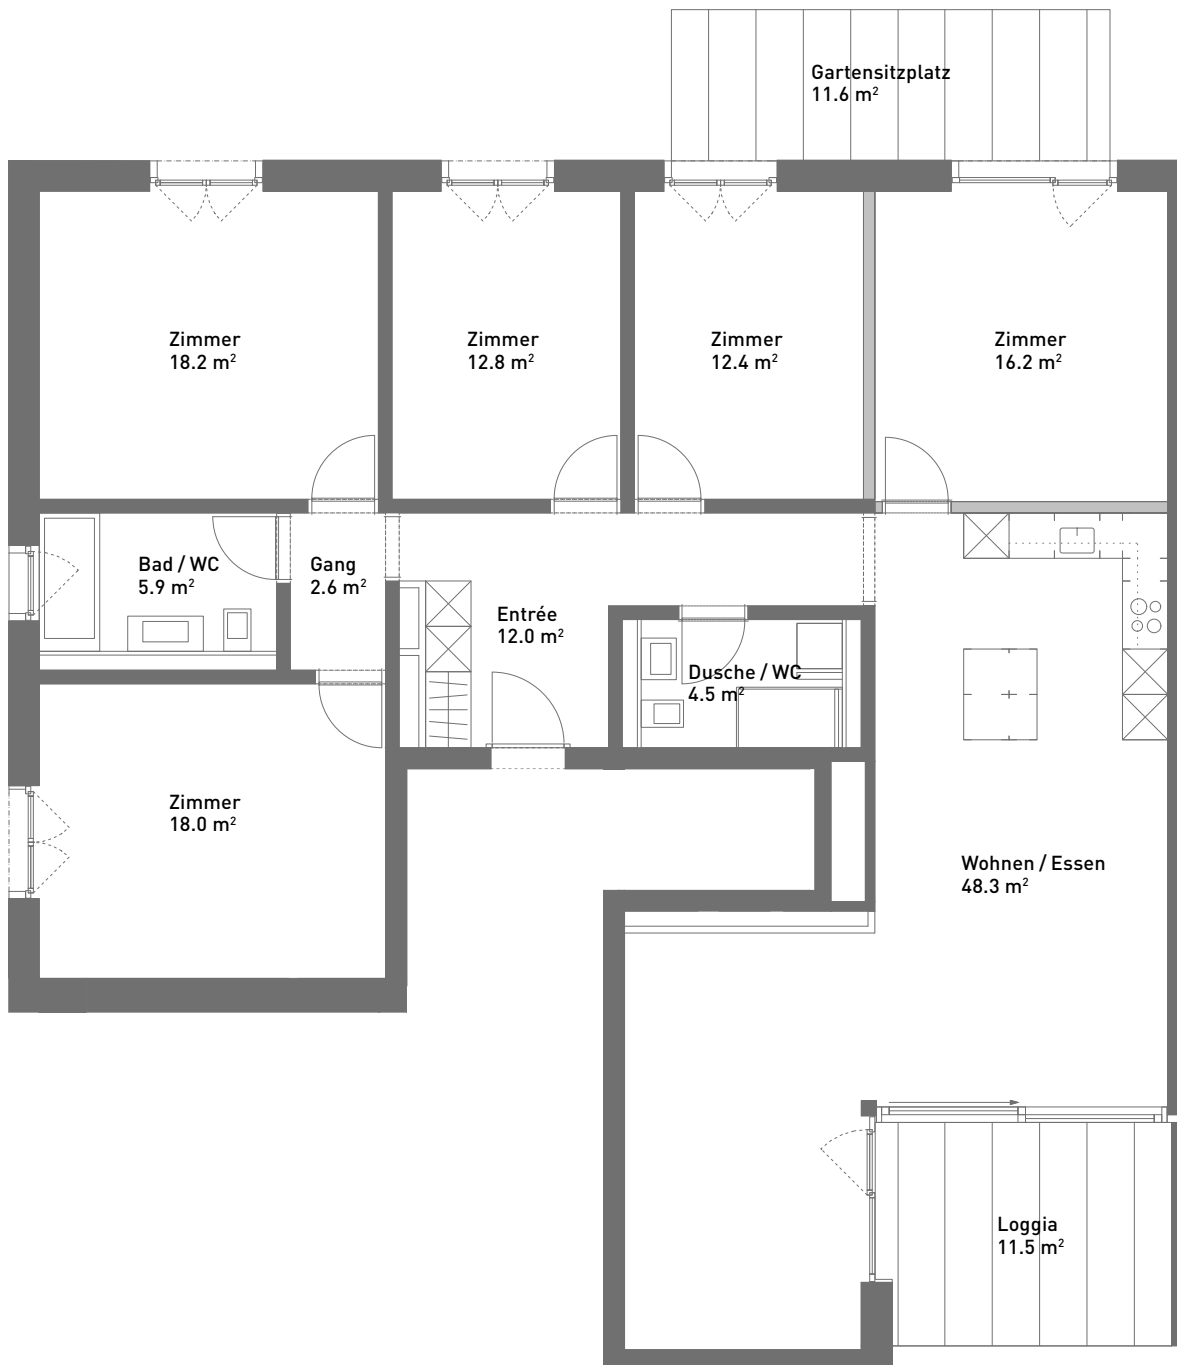 Gartensitzplatz
11.6 m²
Zimmer
18.2 m²
Zimmer
12.8 m²
Zimmer
12.4 m²
Zimmer
16.2 m²
Bad / WC
5.9 m²
Gang
2.6 m²
Entrée
12.0 m²
Dusche / WC
4.5 m²
Zimmer
18.0 m²
Wohnen / Essen
48.3 m²
Loggia
11.5 m²